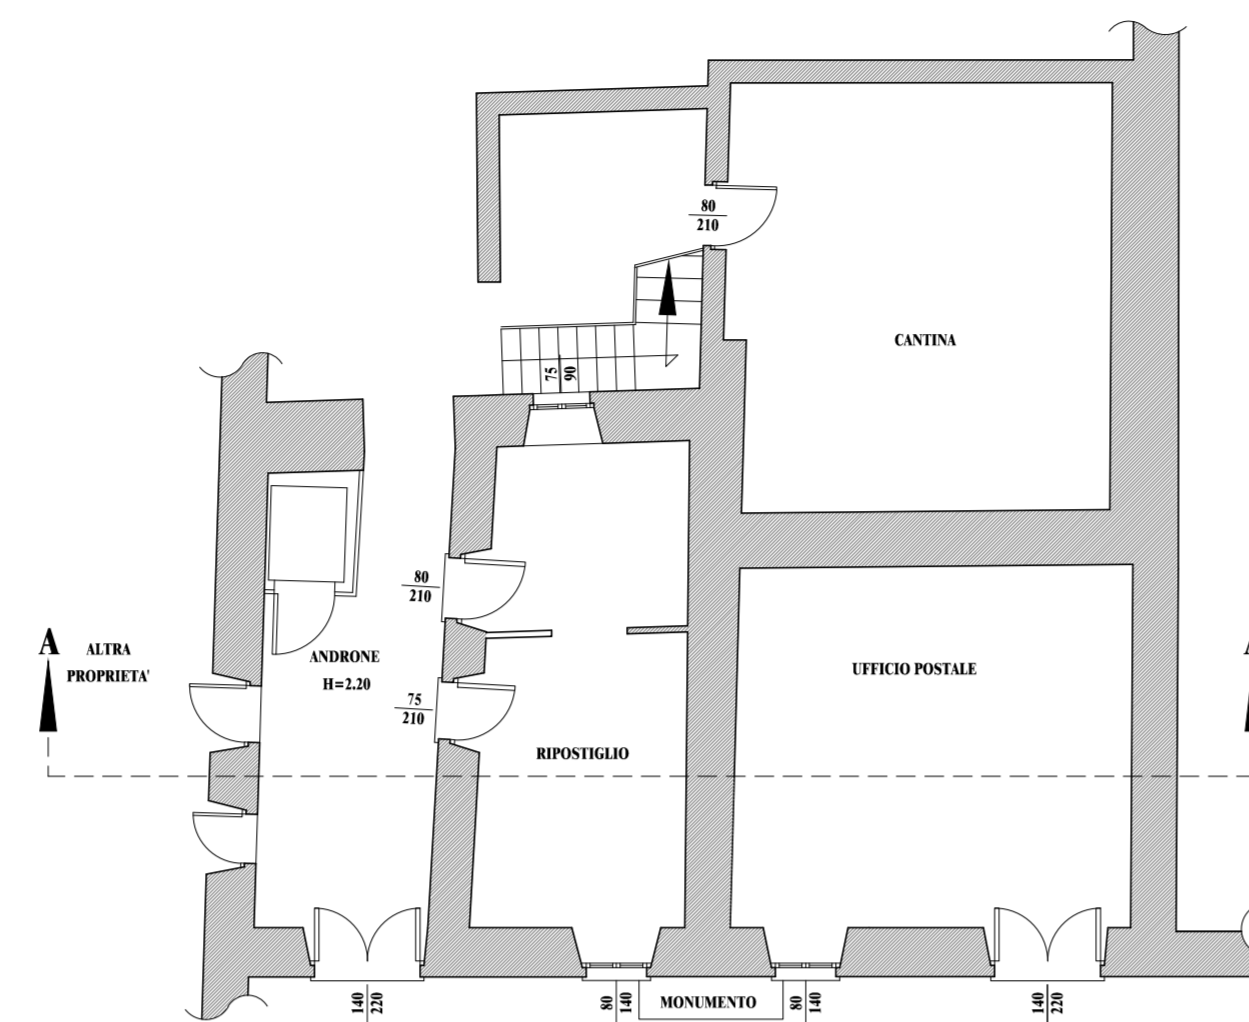 80
210
CANTINA
75
90
80
210
A
ALTRA
PROPRIETA'
ANDRONE
H=2.20
UFFICIO POSTALE
75
210
RIPOSTIGLIO
140
220
80
140
MONUMENTO
80
140
140
220